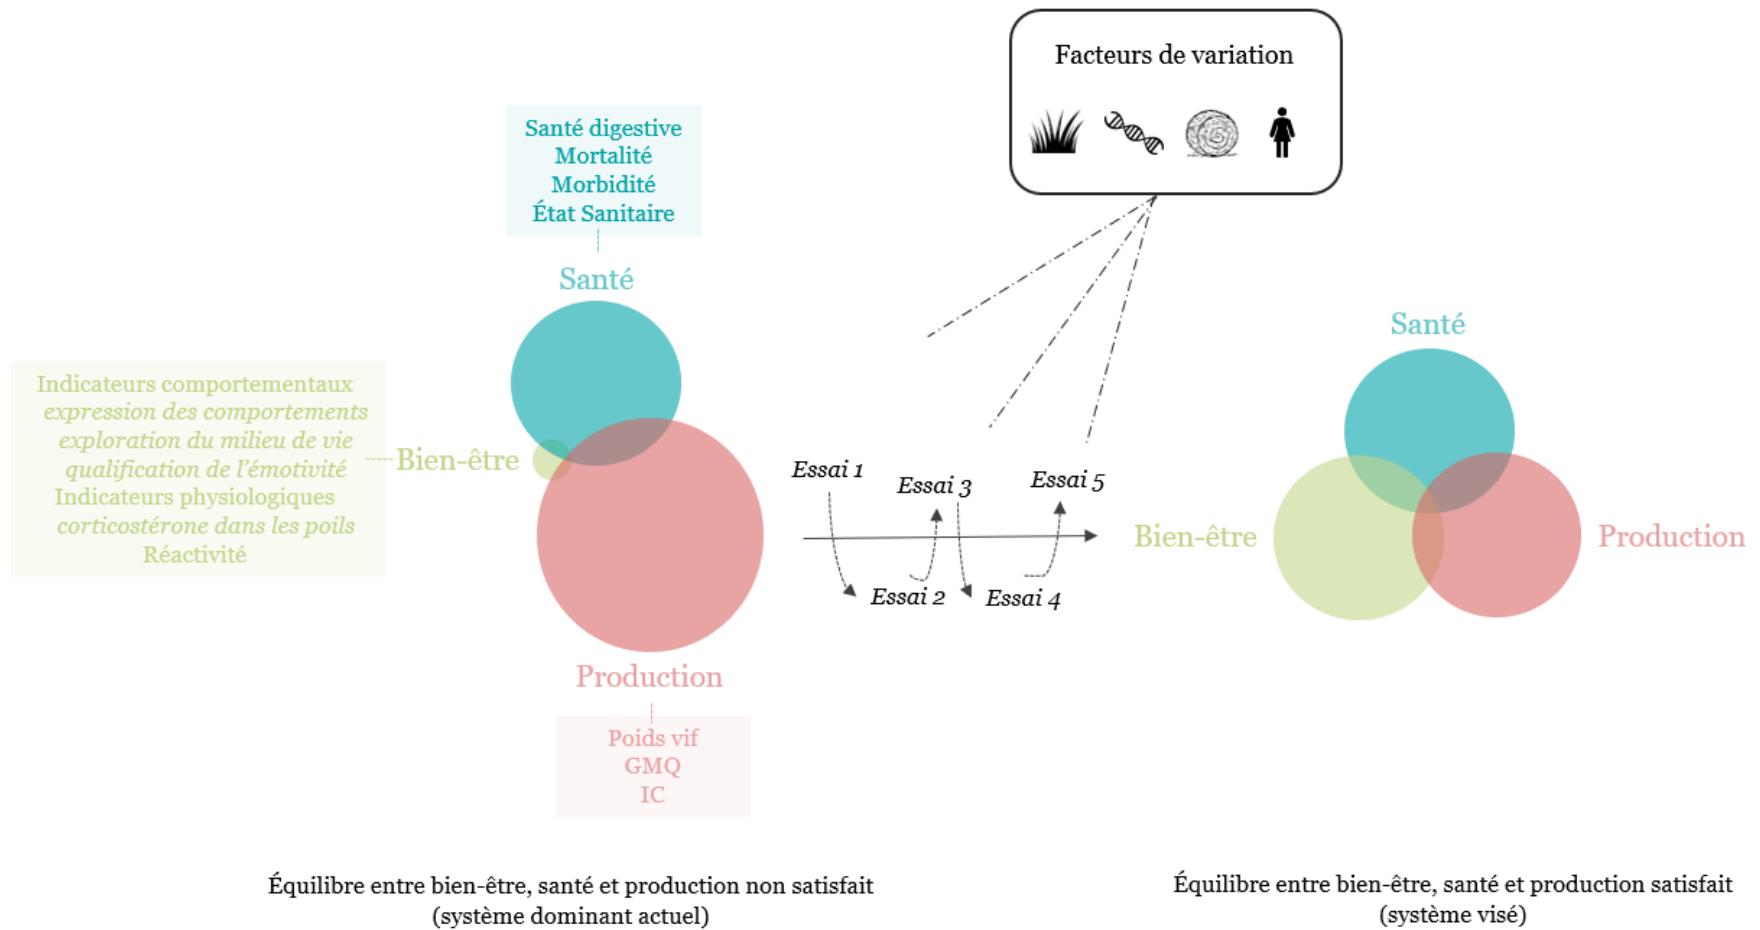 Facteurs de variation
Santé digestive
Mortalité
Morbidité
État Sanitaire
Santé
Indicateurs comportementaux
expression des comportements
exploration du milieu de vie
qualification de l'émotivité
Indicateurs physiologiques
corticostérone dans les poils
Réactivité
Bien-être
Production
Poids vif
GMQ
IC
Essai 1
Essai 2
Essai 3
Essai 4
Essai 5
Santé
Bien-être
Production
Équilibre entre bien-être, santé et production non satisfait
(système dominant actuel)
Équilibre entre bien-être, santé et production satisfait
(système visé)